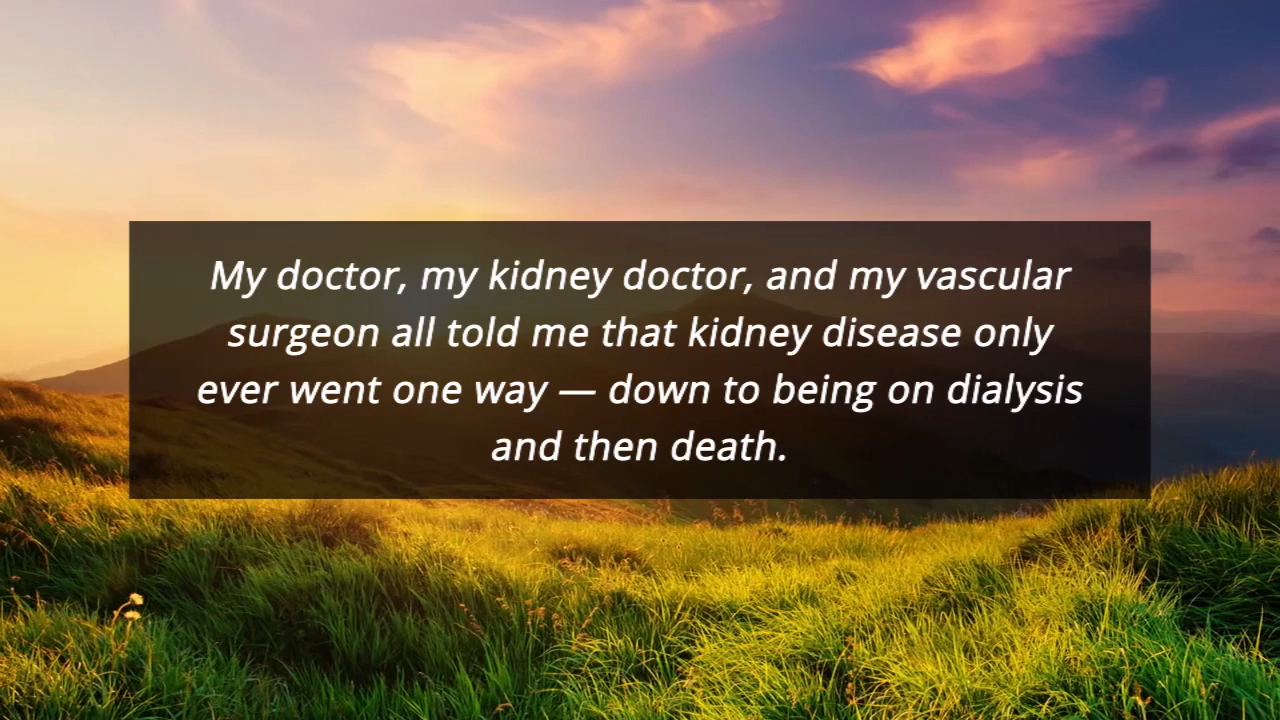 My doctor, my kidney doctor, and my vascular
surgeon all told me that kidney disease only
ever went one way — down to being on dialysis
and then death.